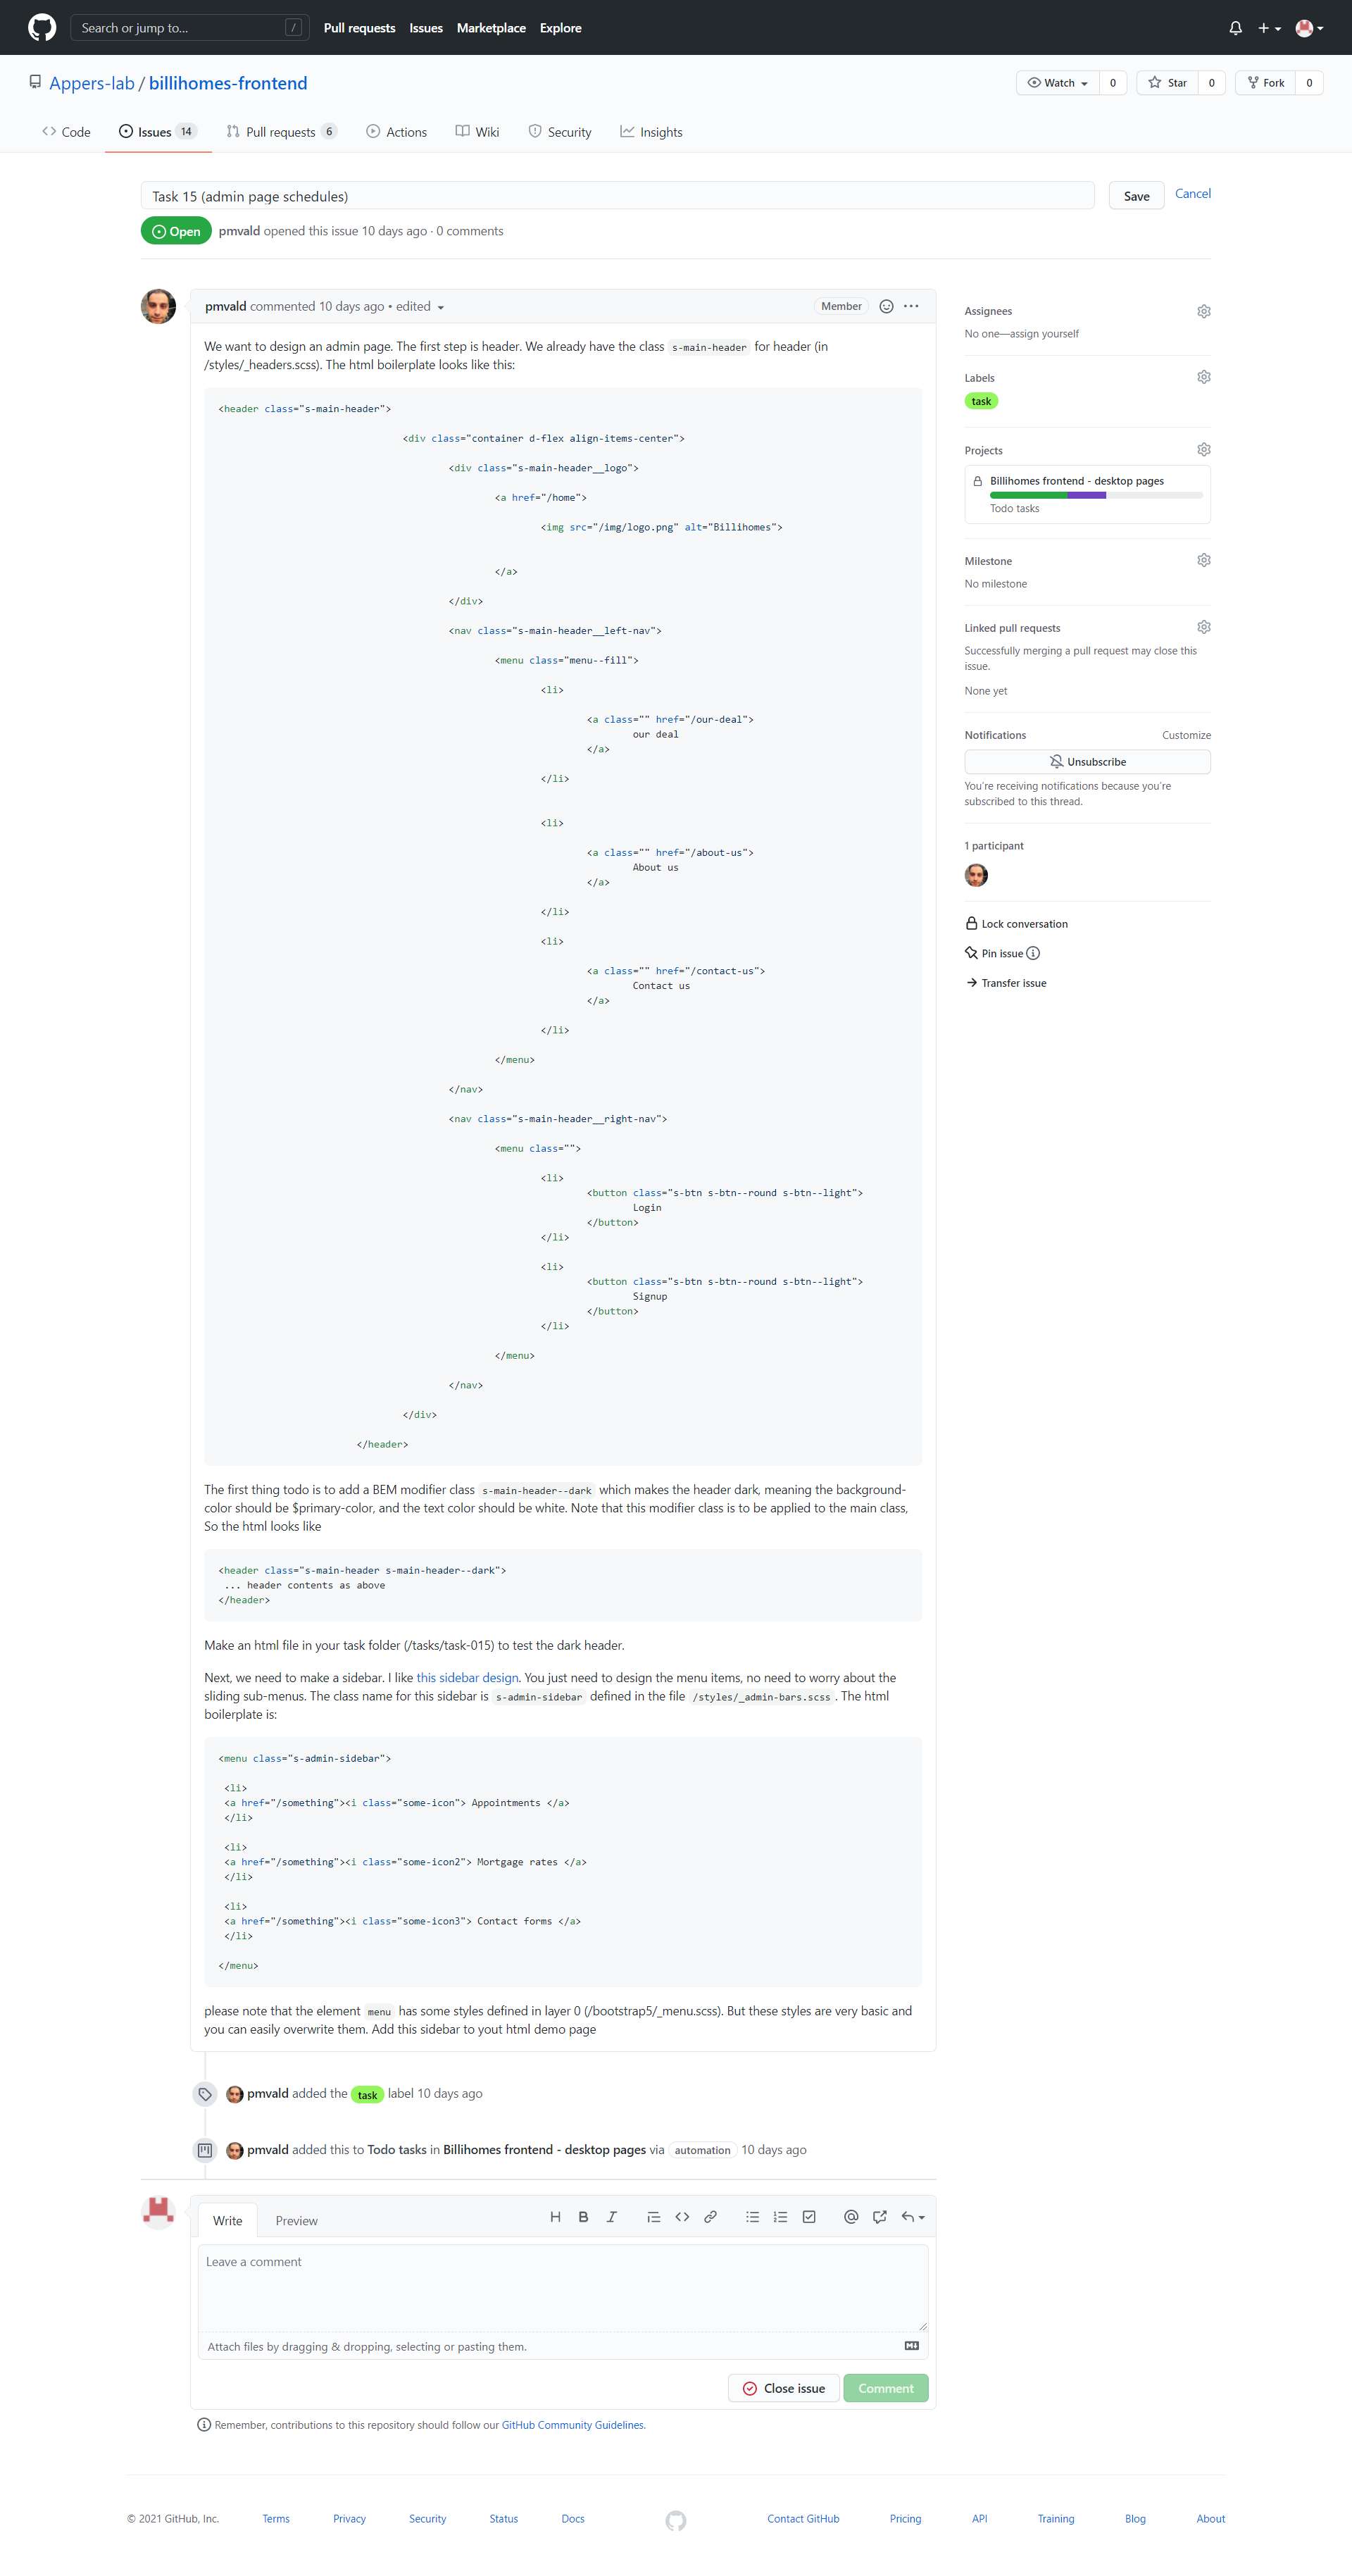 Search or jump to... /
Pull requests Issues Marketplace Explore
Appers-lab / billihomes-frontend
Watch 0 Star 0 Fork 0
Code Issues 14 Pull requests 6 Actions Wiki Security Insights
Task 15 (admin page schedules)
Save Cancel
Open pmvald opened this issue 10 days ago · 0 comments
pmvald commented 10 days ago • edited
Member
We want to design an admin page. The first step is header. We already have the class s-main-header for header (in
/styles/_headers.scss). The html boilerplate looks like this:
<header class="s-main-header">
<div class="container d-flex align-items-center">
<div class="s-main-header__logo">
<a href="/home">
<img src="/img/logo.png" alt="Billihomes">
</a>
</div>
<nav class="s-main-header__left-nav">
<menu class="menu--fill">
<li>
<a class="" href="/our-deal">
our deal
</a>
</li>
<li>
<a class="" href="/about-us">
About us
</a>
</li>
<li>
<a class="" href="/contact-us">
Contact us
</a>
</li>
</menu>
</nav>
<nav class="s-main-header__right-nav">
<menu class="">
<li>
<button class="s-btn s-btn--round s-btn--light">
Login
</button>
</li>
<li>
<button class="s-btn s-btn--round s-btn--light">
Signup
</button>
</li>
</menu>
</nav>
</div>
</header>
The first thing todo is to add a BEM modifier class s-main-header--dark which makes the header dark, meaning the background-
color should be $primary-color, and the text color should be white. Note that this modifier class is to be applied to the main class,
So the html looks like
<header class="s-main-header s-main-header--dark">
... header contents as above
</header>
Make an html file in your task folder (/tasks/task-015) to test the dark header.
Next, we need to make a sidebar. I like this sidebar design. You just need to design the menu items, no need to worry about the
sliding sub-menus. The class name for this sidebar is s-admin-sidebar defined in the file /styles/_admin-bars.scss. The html
boilerplate is:
<menu class="s-admin-sidebar">
<li>
<a href="/something"><i class="some-icon"> Appointments </a>
</li>
<li>
<a href="/something"><i class="some-icon2"> Mortgage rates </a>
</li>
<li>
<a href="/something"><i class="some-icon3"> Contact forms </a>
</li>
</menu>
please note that the element menu has some styles defined in layer 0 (/bootstrap5/_menu.scss). But these styles are very basic and
you can easily overwrite them. Add this sidebar to yout html demo page
pmvald added the task label 10 days ago
pmvald added this to Todo tasks in Billihomes frontend - desktop pages via automation 10 days ago
Write Preview
Leave a comment
Attach files by dragging & dropping, selecting or pasting them.
Close issue Comment
Remember, contributions to this repository should follow our GitHub Community Guidelines.
Assignees
No one—assign yourself
Labels
task
Projects
Billihomes frontend - desktop pages
Todo tasks
Milestone
No milestone
Linked pull requests
Successfully merging a pull request may close this
issue.
None yet
Notifications Customize
Unsubscribe
You're receiving notifications because you're
subscribed to this thread.
1 participant
Lock conversation
Pin issue
Transfer issue
© 2021 GitHub, Inc. Terms Privacy Security Status Docs Contact GitHub Pricing API Training Blog About